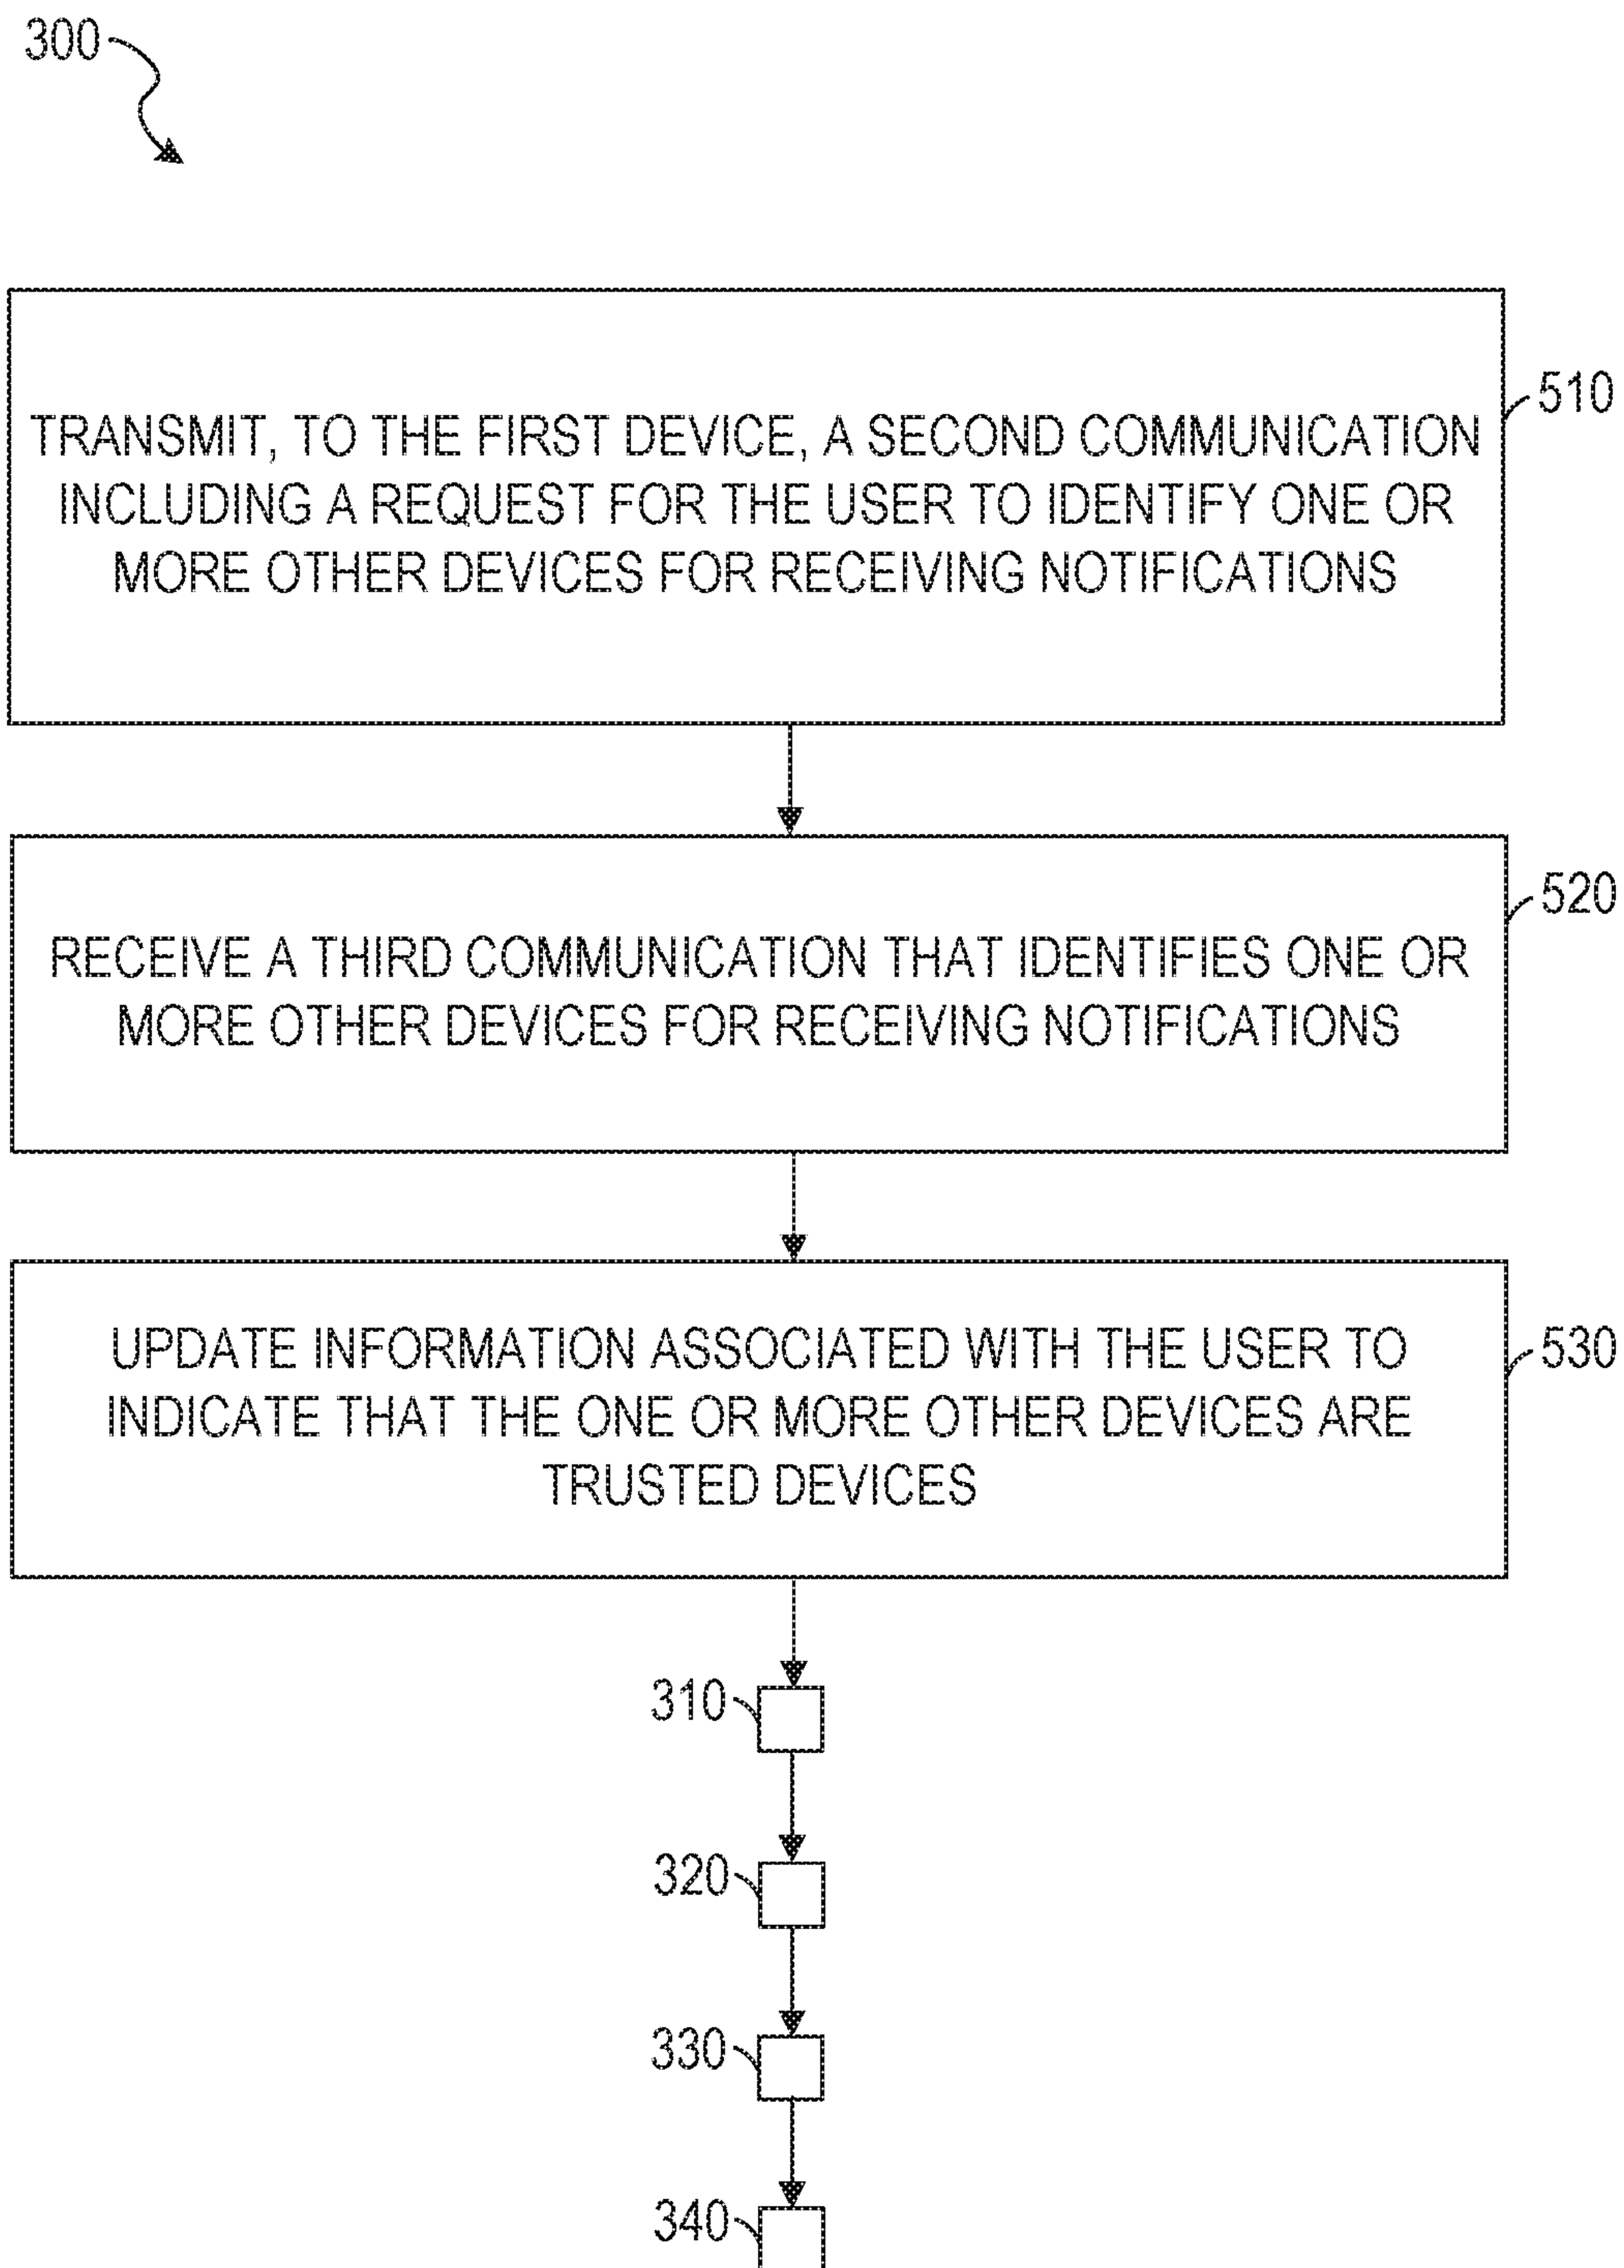 300
TRANSMIT, TO THE FIRST DEVICE, A SECOND COMMUNICATION
INCLUDING A REQUEST FOR THE USER TO IDENTIFY ONE OR
MORE OTHER DEVICES FOR RECEIVING NOTIFICATIONS
510
RECEIVE A THIRD COMMUNICATION THAT IDENTIFIES ONE OR
MORE OTHER DEVICES FOR RECEIVING NOTIFICATIONS
520
UPDATE INFORMATION ASSOCIATED WITH THE USER TO
INDICATE THAT THE ONE OR MORE OTHER DEVICES ARE
TRUSTED DEVICES
530
310
320
330
340